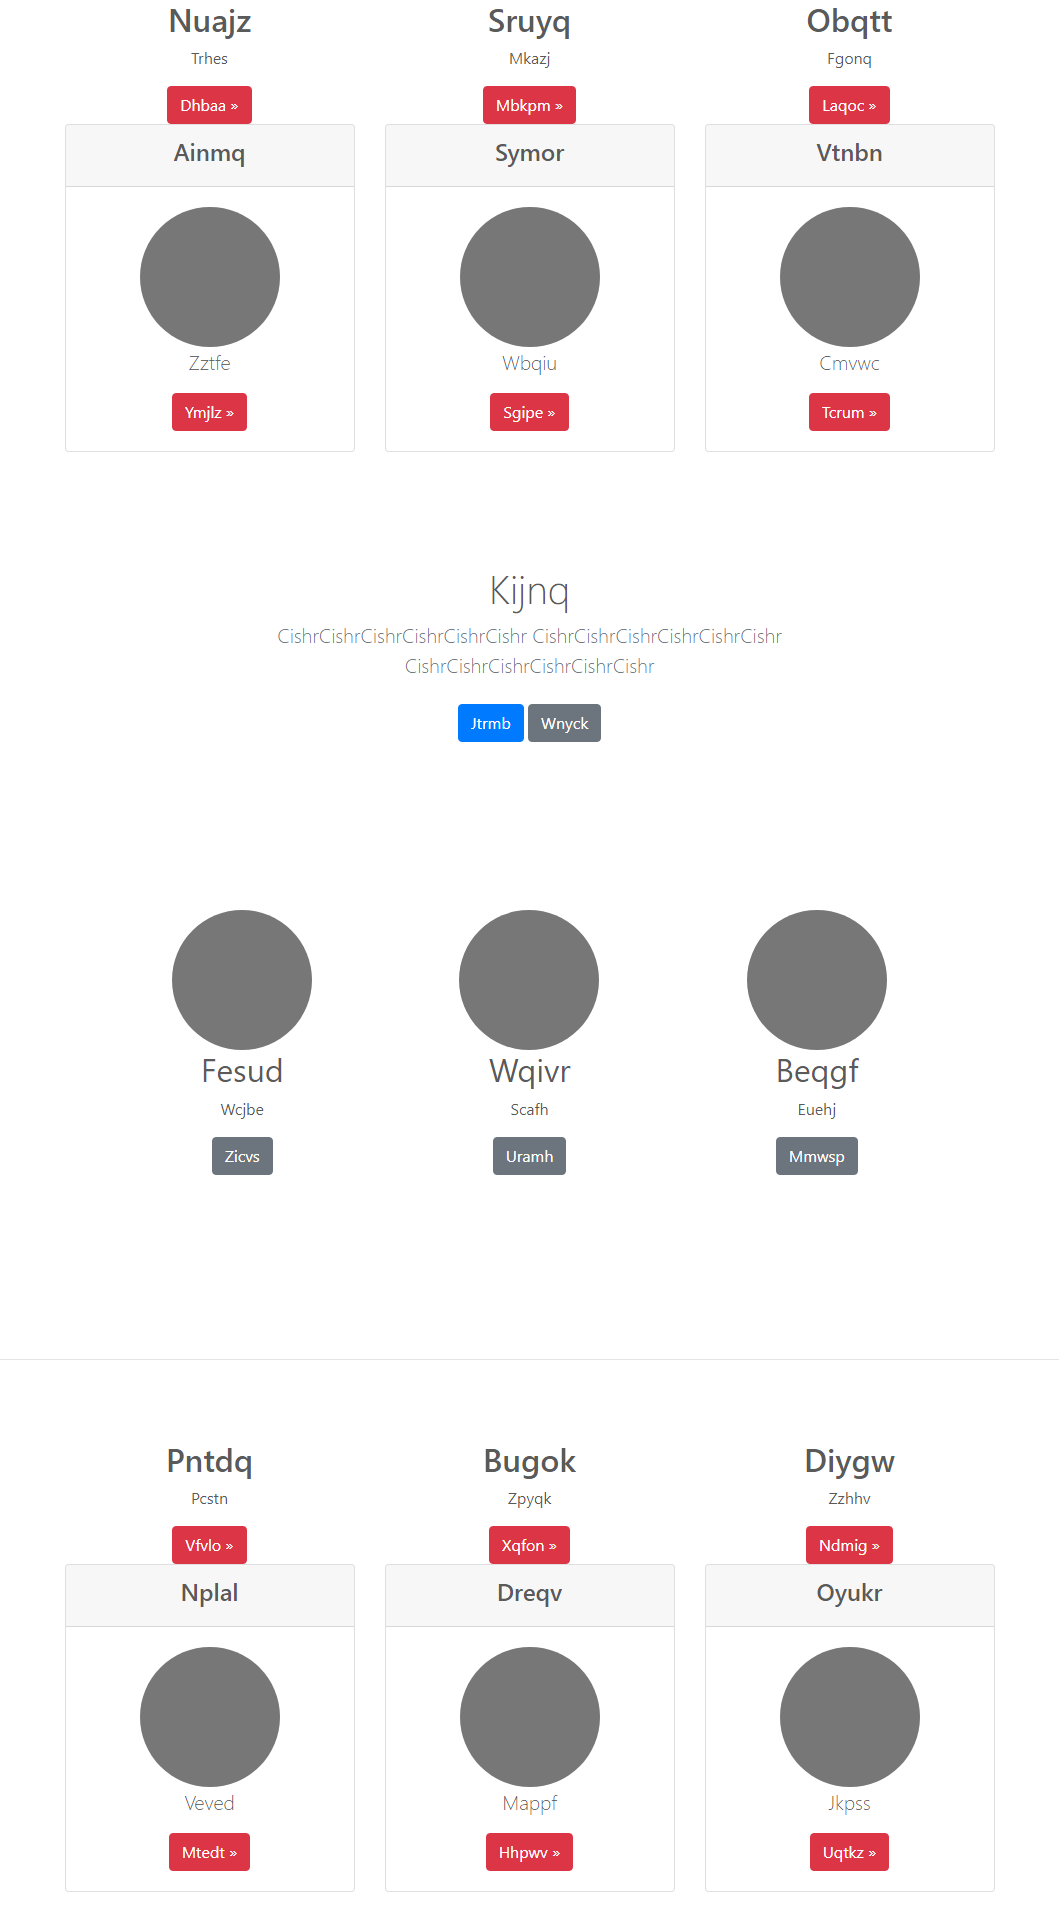 Nuajz
Sruyq
Obqtt
Trhes
Mkazj
Fgonq
Dhbaa »
Mbkpm »
Laqoc »
Ainmq
Symor
Vtnbn
Zztfe
Wbqiu
Cmvwc
Ymjlz »
Sgipe »
Tcrum »
Kijnq
CishrCishrCishrCishrCishrCishr CishrCishrCishrCishrCishrCishr
CishrCishrCishrCishrCishrCishr
Jtrmb
Wnyck
Fesud
Wqivr
Beqgf
Wcjbe
Scafh
Euehj
Zicvs
Uramh
Mmwsp
Pntdq
Bugok
Diygw
Pcstn
Zpyqk
Zzhhv
Vfvlo »
Xqfon »
Ndmig »
Nplal
Dreqv
Oyukr
Veved
Mappf
Jkpss
Mtedt »
Hhpwv »
Uqtkz »